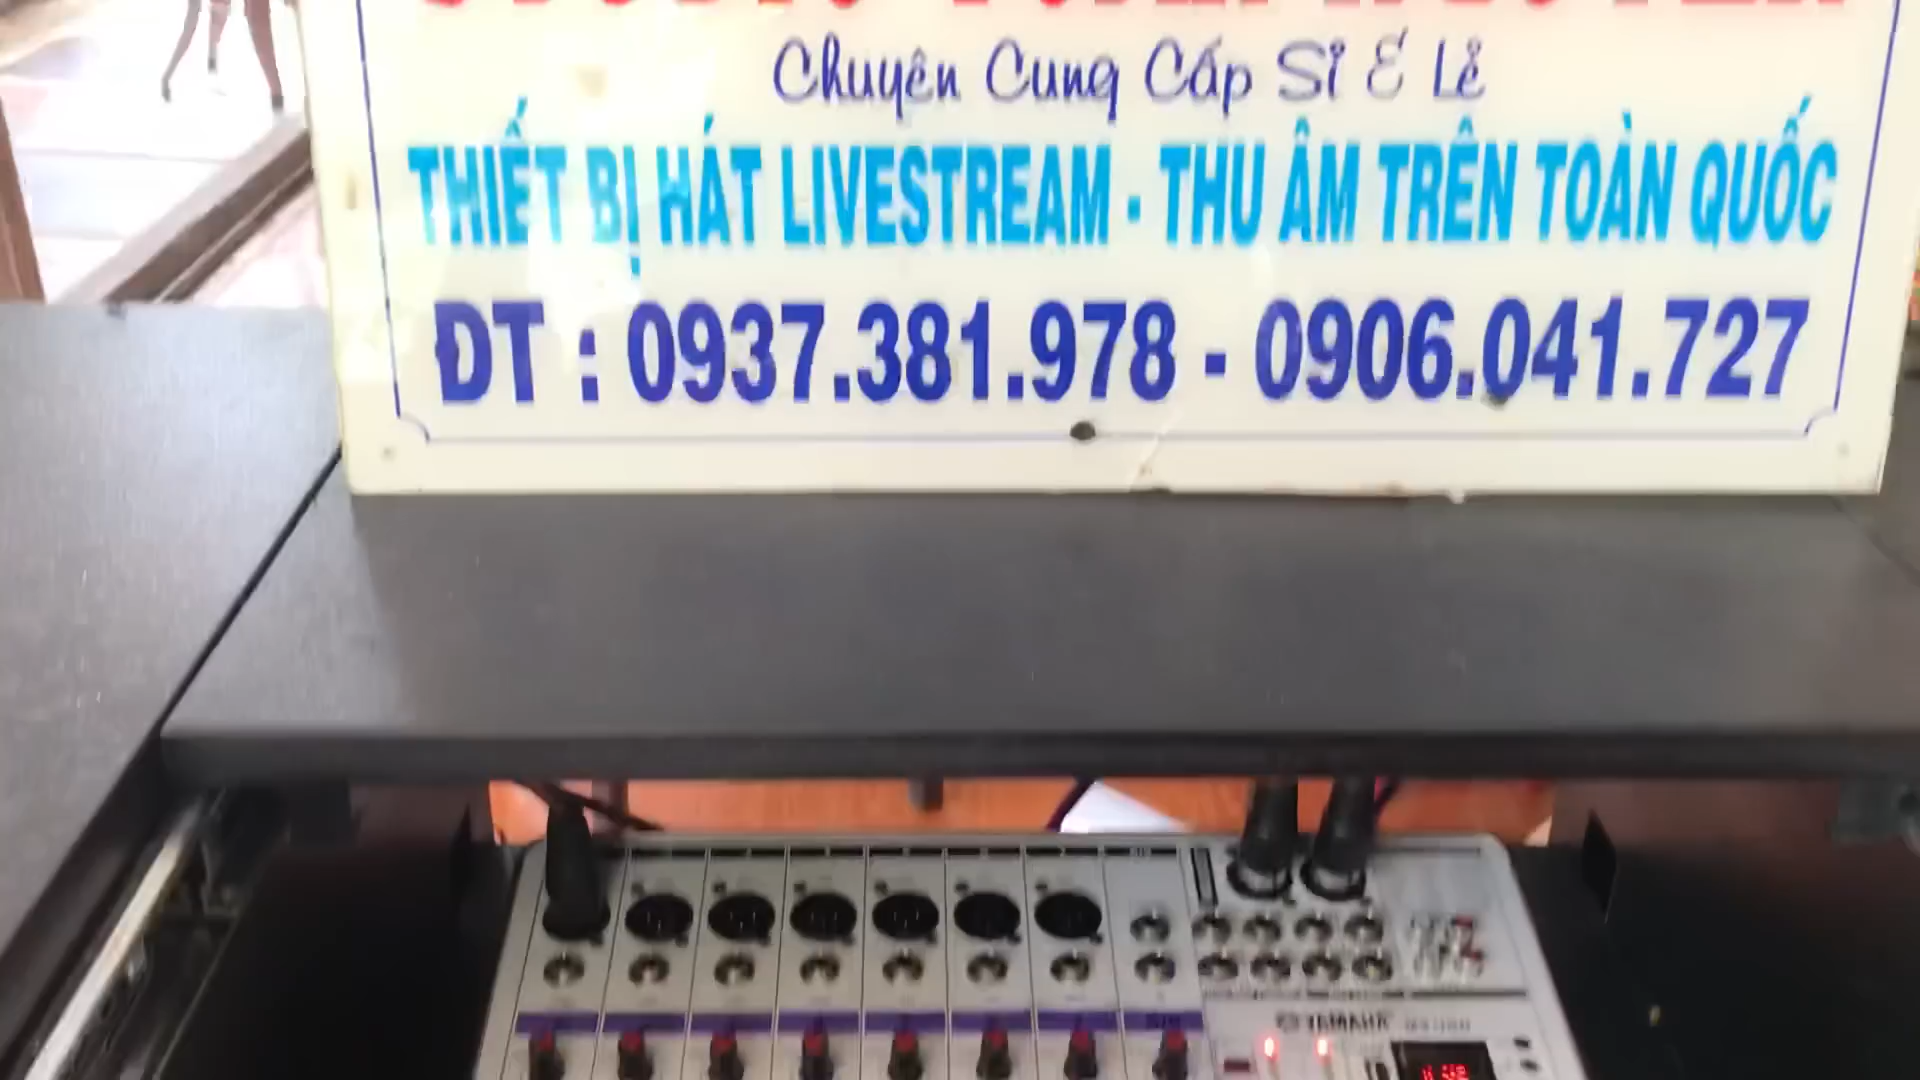 Chuyên Cung Cấp Sỉ & Lẻ
THIẾT BỊ HÁT LIVESTREAM - THU ÂM TRÊN TOÀN QUỐC
ĐT : 0937.381.978 - 0906.041.727
YAMAHA